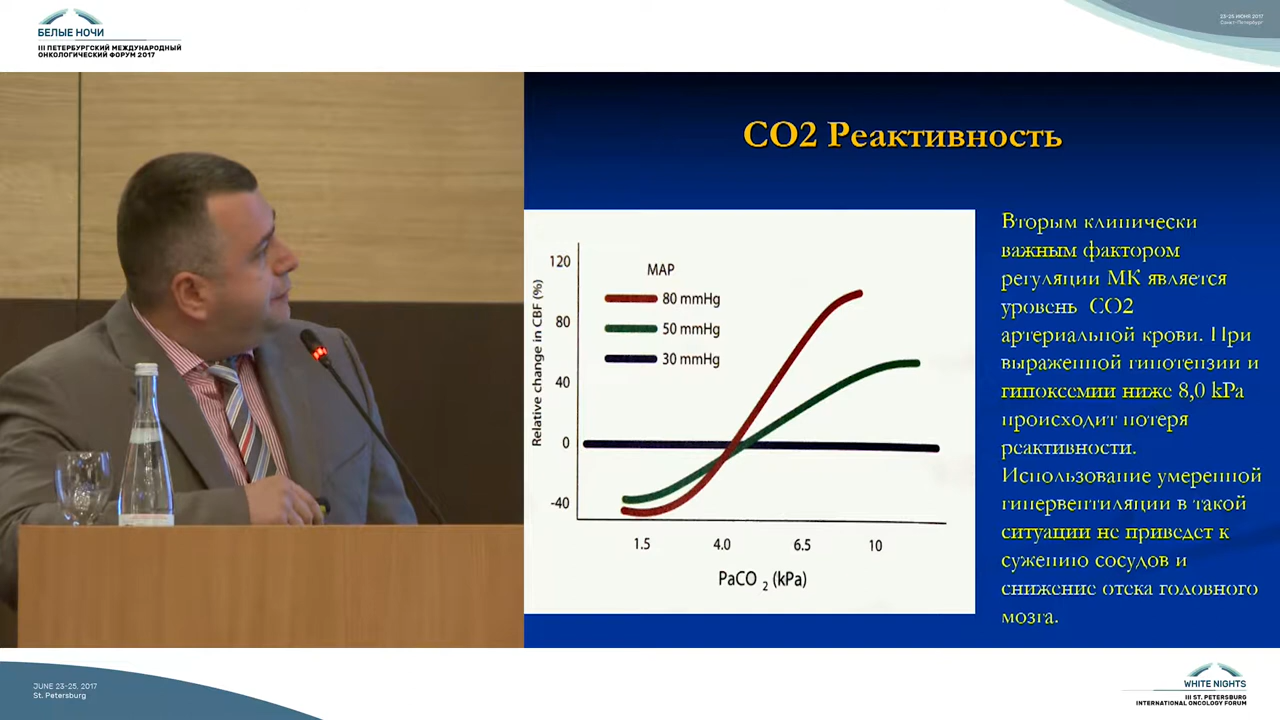 БЕЛЫЕ НОЧИ
III ПЕТЕРБУРГСКИЙ МЕЖДУНАРОДНЫЙ
ОНКОЛОГИЧЕСКИЙ ФОРУМ 2017
23-25 ИЮНЯ 2017
Санкт-Петербург
CO2 Реактивность
120
80
40
0
-40
Relative change in CBF (%)
MAP
80 mmHg
50 mmHg
30 mmHg
1.5 4.0 6.5 10
PaCO 2 (kPa)
Вторым клинически
важным фактором
регуляции МК является
уровень CO2
артериальной крови. При
выраженной гипотензии и
гипоксемии ниже 8,0 kPa
происходит потеря
реактивности.
Использование умеренной
гипервентиляции в такой
ситуации не приведет к
сужению сосудов и
снижение отека головного
мозга.
JUNE 23-25, 2017
St. Petersburg
WHITE NIGHTS
III ST. PETERSBURG
INTERNATIONAL ONCOLOGY FORUM